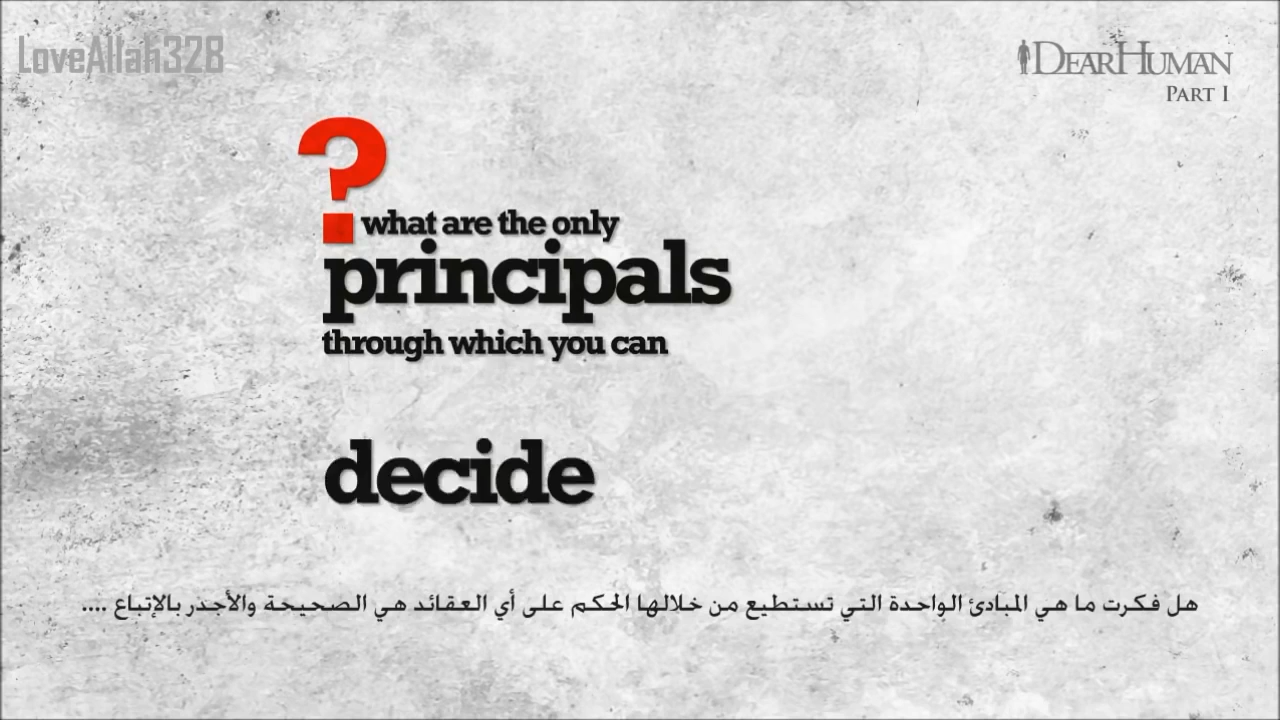 LoveAllah328
DearHuman
Part I
?
what are the only
principals
through which you can
decide
هل فكرت ما هي المبادئ الواحدة التي تستطيع من خلالها الحكم على أي العقائد هي الصحيحة والأجدر بالإتباع ....